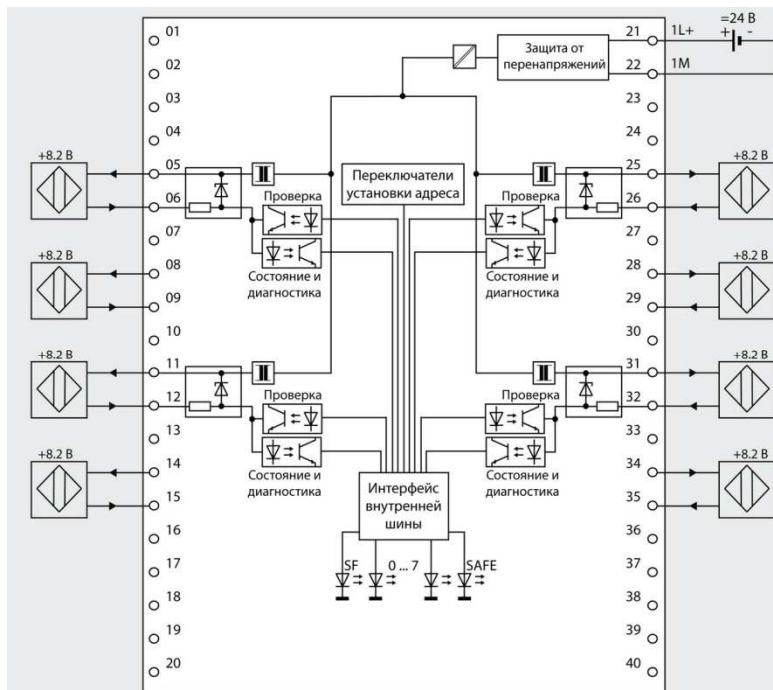 =24 В
01
21
1L+
+
-
Защита от
перенапряжений
02
22
1M
03
23
04
24
+8.2 В
05
25
+8.2 В
Переключатели
установки адреса
Проверка
Проверка
06
26
07
27
Состояние и
диагностика
Состояние и
диагностика
+8.2 В
08
28
+8.2 В
09
29
10
30
+8.2 В
11
31
+8.2 В
Проверка
Проверка
12
32
13
33
Состояние и
диагностика
Состояние и
диагностика
+8.2 В
14
34
+8.2 В
Интерфейс
внутренней
шины
15
35
16
36
SF
0 ... 7
SAFE
17
37
18
38
19
39
20
40